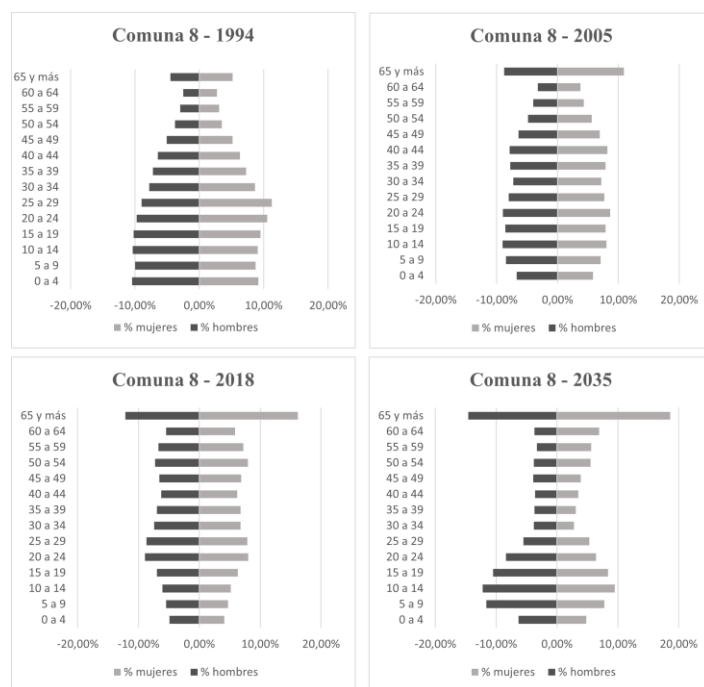 Comuna 8 - 1994
65 y más
60 a 64
55 a 59
50 a 54
45 a 49
40 a 44
35 a 39
30 a 34
25 a 29
20 a 24
15 a 19
10 a 14
5 a 9
0 a 4
-20,00% -10,00% 0,00% 10,00% 20,00%
% mujeres % hombres
Comuna 8 - 2005
65 y más
60 a 64
55 a 59
50 a 54
45 a 49
40 a 44
35 a 39
30 a 34
25 a 29
20 a 24
15 a 19
10 a 14
5 a 9
0 a 4
-20,00% -10,00% 0,00% 10,00% 20,00%
% mujeres % hombres
Comuna 8 - 2018
65 y más
60 a 64
55 a 59
50 a 54
45 a 49
40 a 44
35 a 39
30 a 34
25 a 29
20 a 24
15 a 19
10 a 14
5 a 9
0 a 4
-20,00% -10,00% 0,00% 10,00% 20,00%
% mujeres % hombres
Comuna 8 - 2035
65 y más
60 a 64
55 a 59
50 a 54
45 a 49
40 a 44
35 a 39
30 a 34
25 a 29
20 a 24
15 a 19
10 a 14
5 a 9
0 a 4
-20,00% -10,00% 0,00% 10,00% 20,00%
% mujeres % hombres